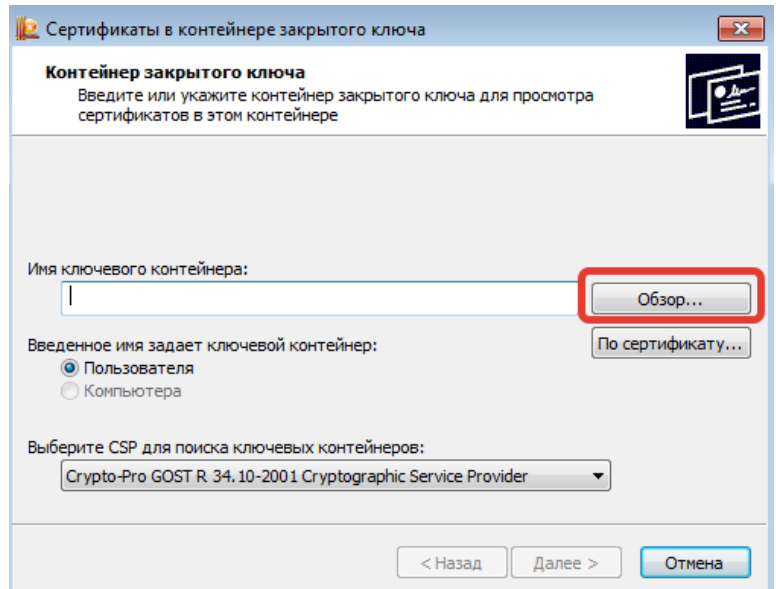 Сертификаты в контейнере закрытого ключа
Контейнер закрытого ключа
Введите или укажите контейнер закрытого ключа для просмотра
сертификатов в этом контейнере
Имя ключевого контейнера:
Обзор...
Введенное имя задает ключевой контейнер:
По сертификату...
Пользователя
Компьютера
Выберите CSP для поиска ключевых контейнеров:
Crypto-Pro GOST R 34.10-2001 Cryptographic Service Provider
< Назад Далее > Отмена